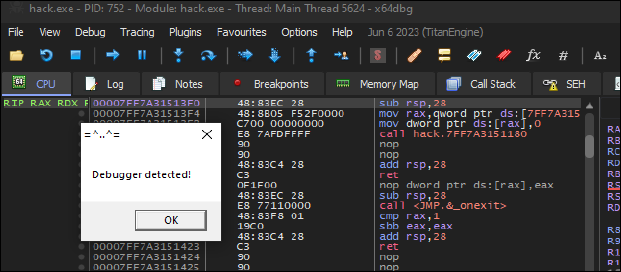 hack.exe - PID: 752 - Module: hack.exe - Thread: Main Thread 5624 - x64dbg
File View Debug Tracing Plugins Favourites Options Help Jun 6 2023 (TitanEngine)
CPU Log Notes Breakpoints Memory Map Call Stack SEH
RIP RAX RDX R 00007FF7A31513F0 48:83EC 28 sub rsp,28
00007FF7A31513F4 48:8B05 F52F0000 mov rax,qword ptr ds:[7FF7A315
C700 00000000 mov dword ptr ds:[rax],0
E8 7AFDFFFF call hack.7FF7A3151180
90 nop
90 nop
48:83C4 28 add rsp,28
C3 ret
0F1F00 nop dword ptr ds:[rax],eax
48:83EC 28 sub rsp,28
E8 77110000 call <JMP.&_onexit>
48:83F8 01 cmp rax,1
19C0 sbb eax,eax
48:83C4 28 add rsp,28
00007FF7A3151423 C3 ret
00007FF7A3151424 90 nop
00007FF7A3151425 90 nop
=^..^=
Debugger detected!
OK